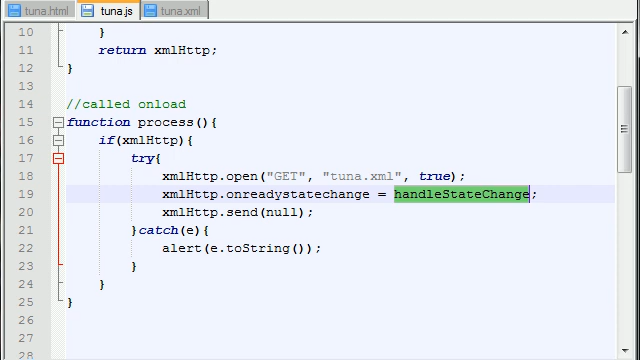 tuna.html tuna.js tuna.xml
10 }
11 return xmlHttp;
12 }
13
14 //called onload
15 function process(){
16 if(xmlHttp){
17 try{
18 xmlHttp.open("GET", "tuna.xml", true);
19 xmlHttp.onreadystatechange = handleStateChange;
20 xmlHttp.send(null);
21 }catch(e){
22 alert(e.toString());
23 }
24 }
25 }
26
27
28